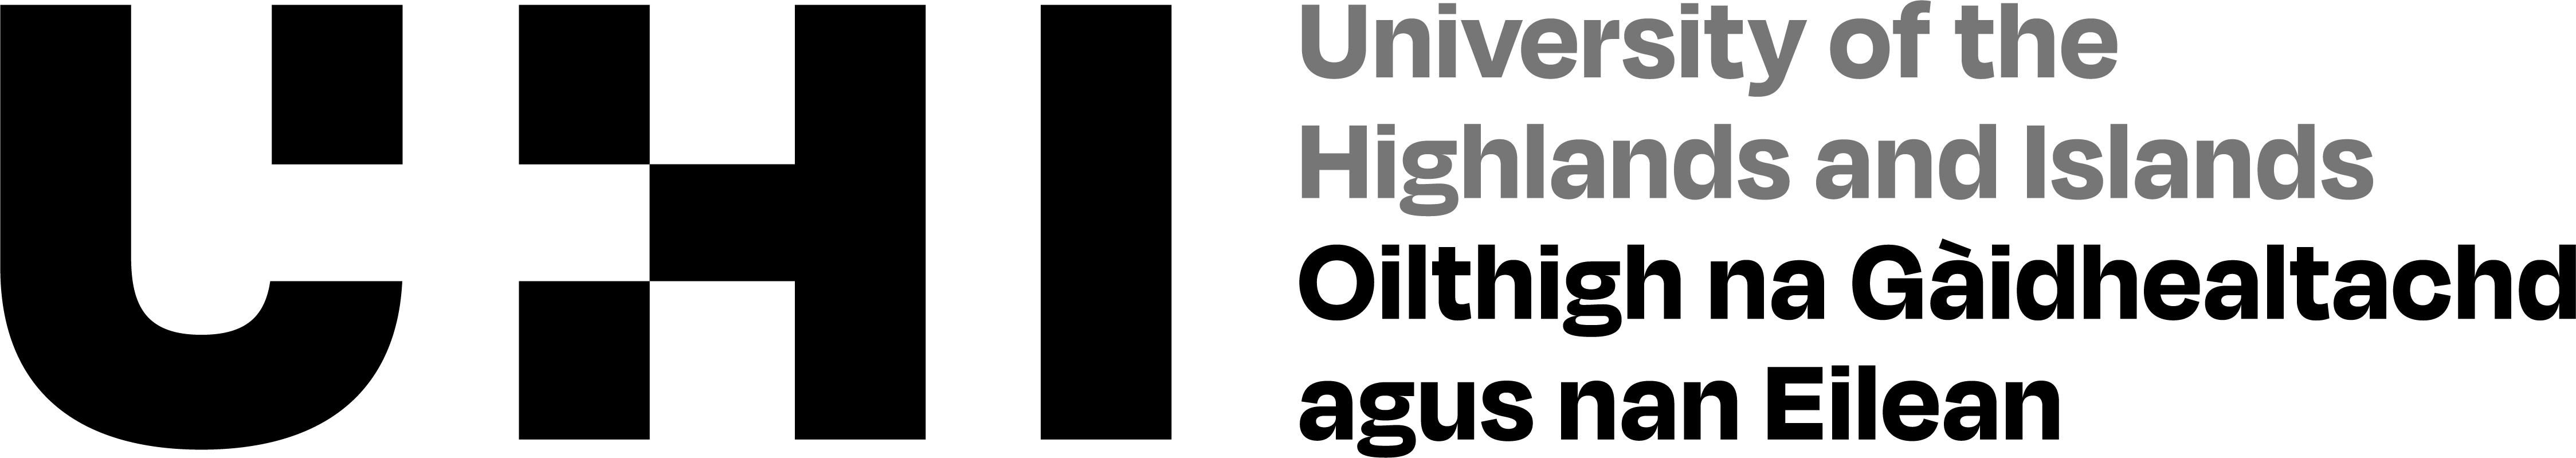 UHI
University of the
Highlands and Islands
Oilthigh na Gàidhealtachd
agus nan Eilean